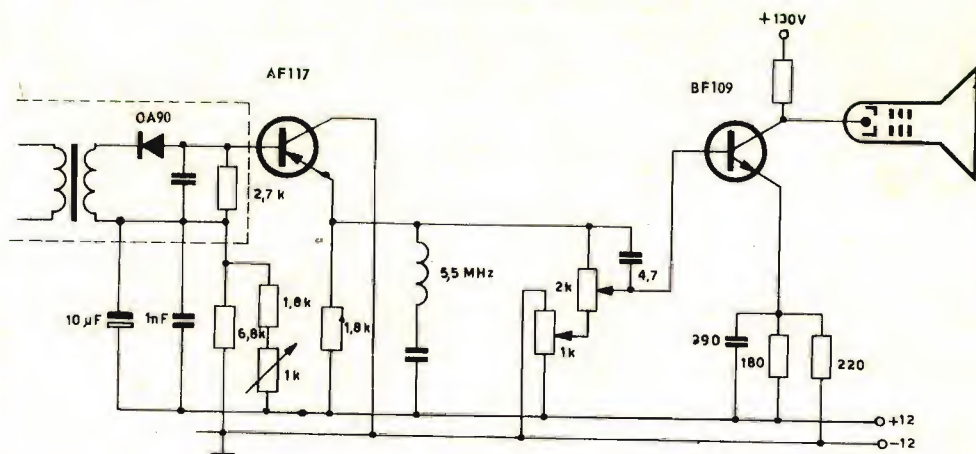 +130V
AF117
BF109
OA90
2,7 k
5,5 MHz
4,7
2k
10 µF
1nF
6,8k
1,8k
1,8k
1k
1k
390
180
220
+12
-12